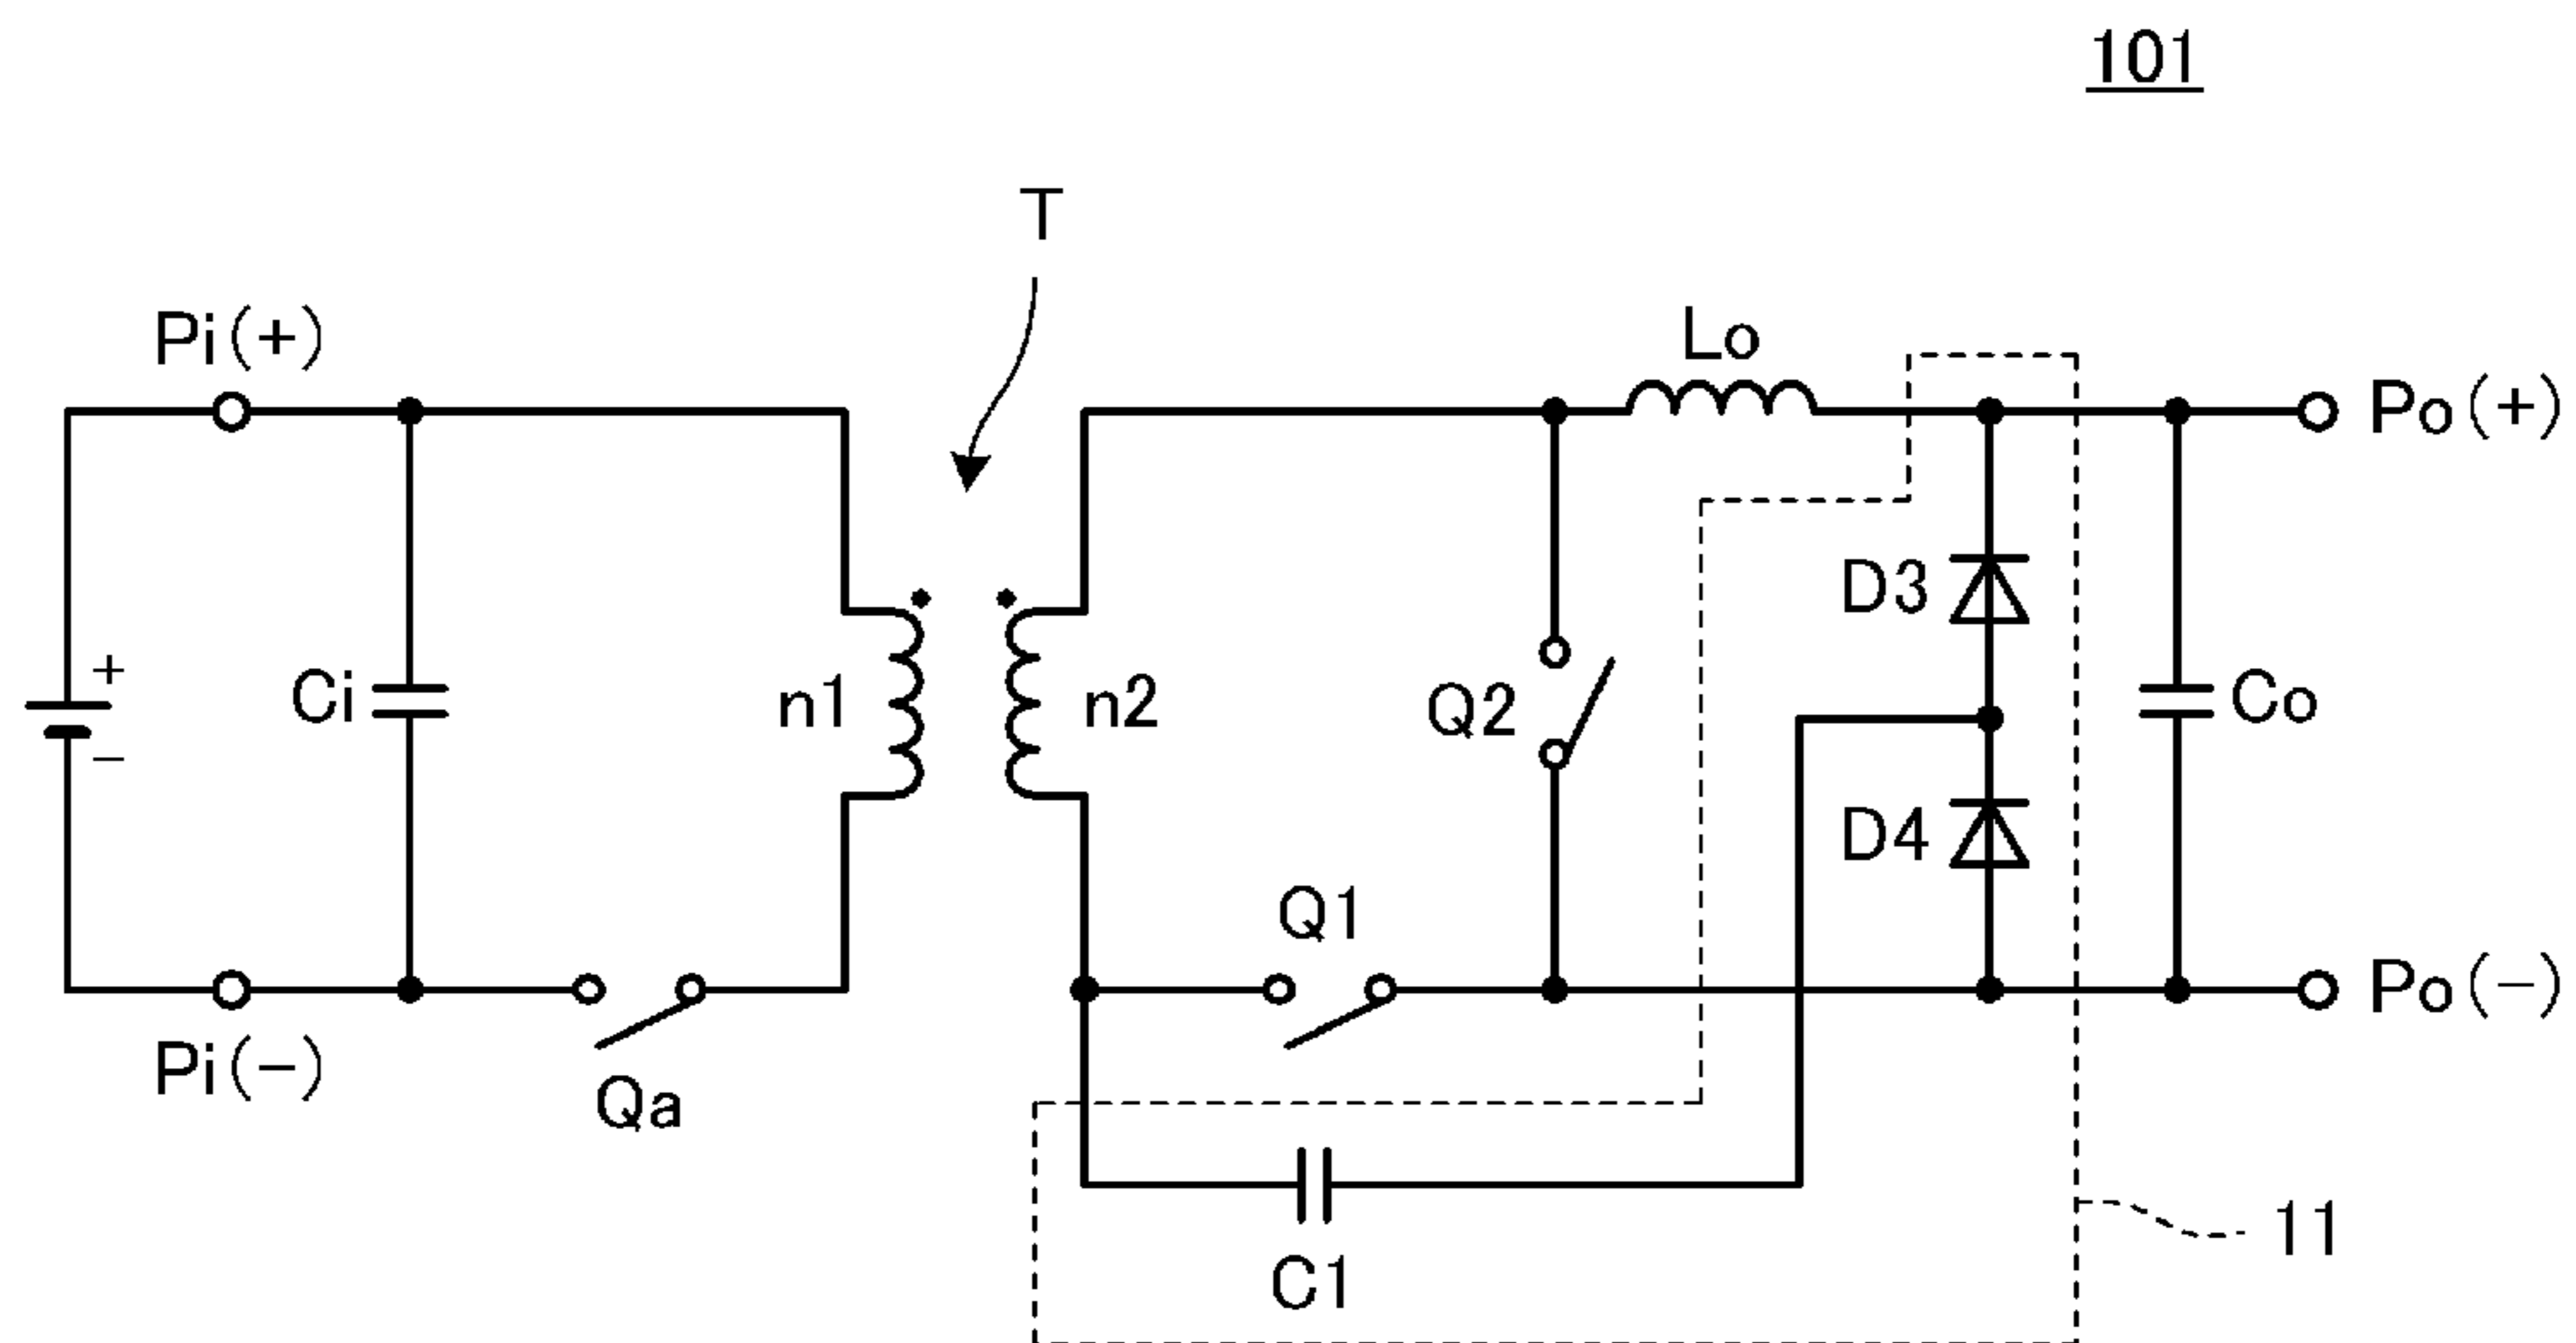 101
T
Pi(+)
Lo
Po(+)
D3
+
Ci
n1
n2
Q2
Co
−
D4
Q1
Po(−)
Pi(−)
Qa
11
C1